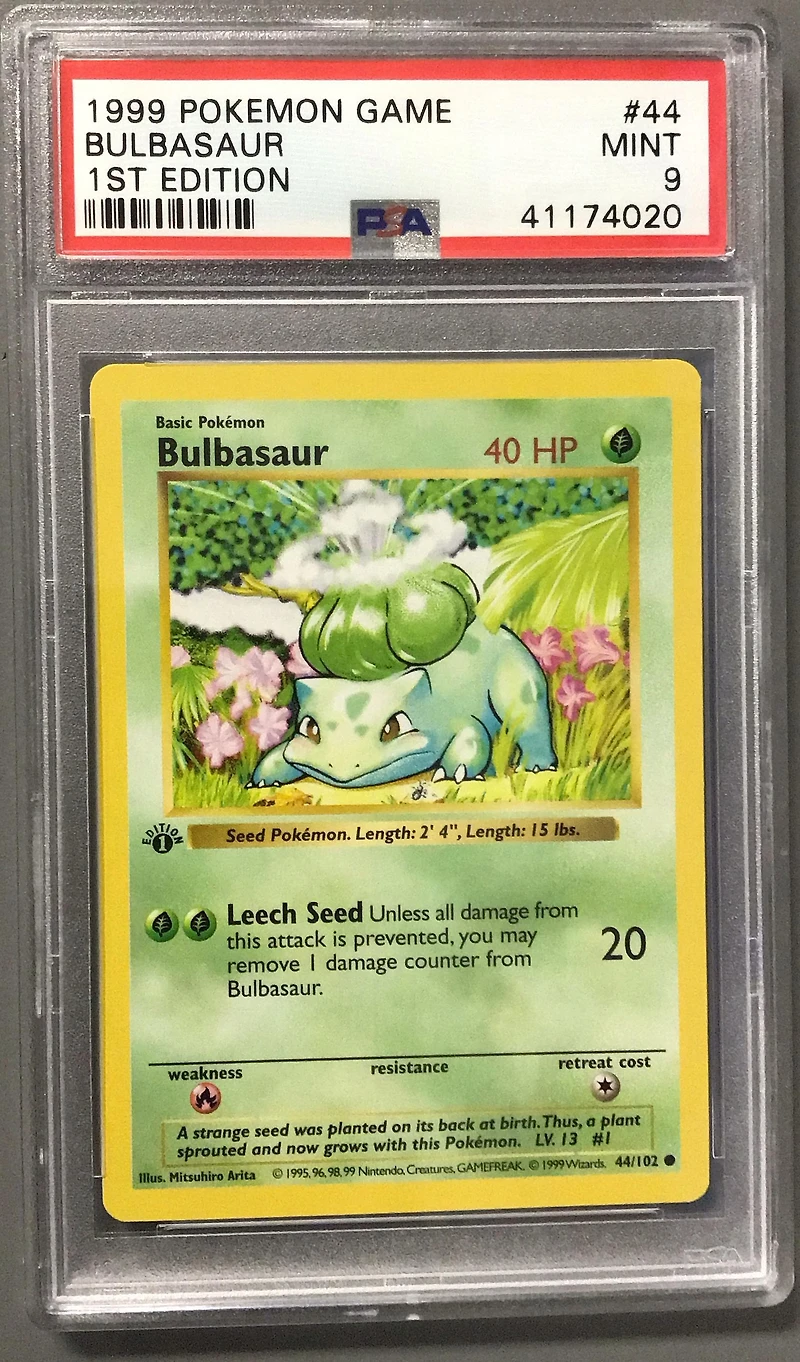 1999 POKEMON GAME #44
BULBASAUR MINT
1ST EDITION 9
PSA 41174020
Basic Pokémon
Bulbasaur 40 HP
EDITION
1
Seed Pokémon. Length: 2' 4", Length: 15 lbs.
Leech Seed Unless all damage from
this attack is prevented, you may
remove 1 damage counter from
Bulbasaur.
20
weakness resistance retreat cost
A strange seed was planted on its back at birth. Thus, a plant
sprouted and now grows with this Pokémon. LV. 13 #1
Illus. Mitsuhiro Arita © 1995, 96, 98, 99 Nintendo, Creatures, GAMEFREAK. © 1999 Wizards. 44/102